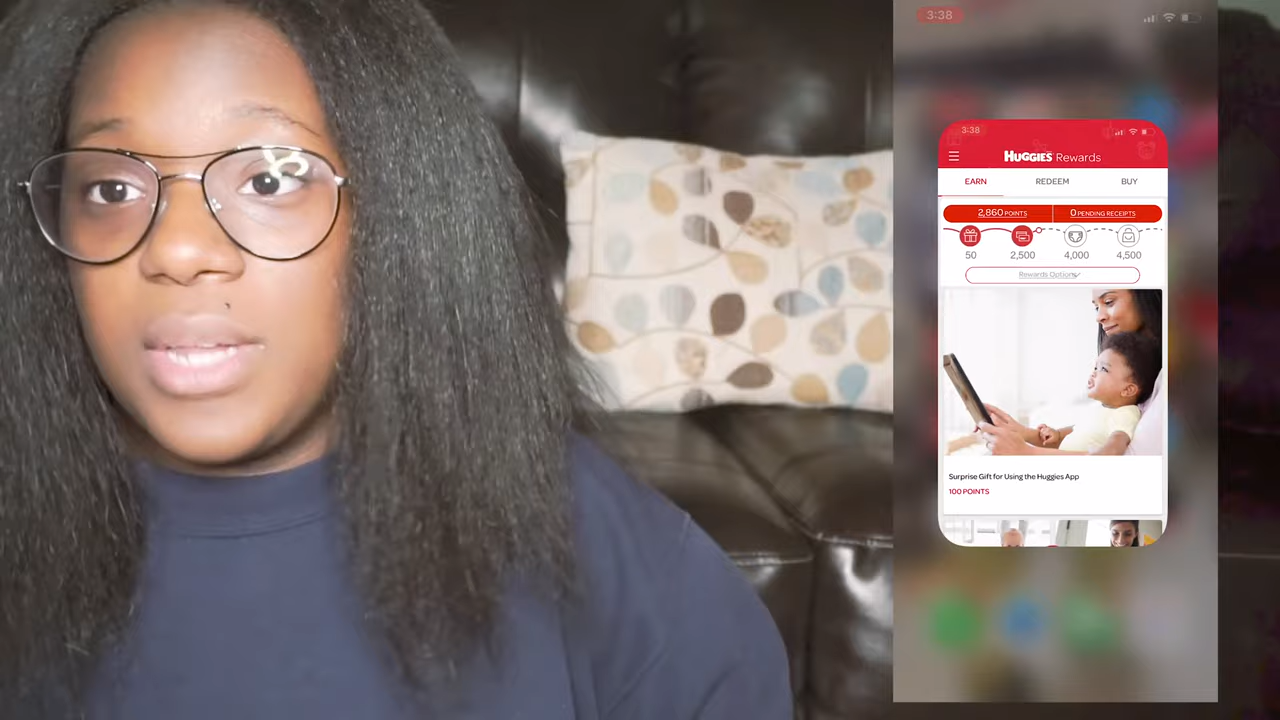 3:38
3:38
HUGGIES Rewards
EARN REDEEM BUY
2,860 POINTS 0 PENDING RECEIPTS
50 2,500 4,000 4,500
Rewards Options
Surprise Gift for Using the Huggies App
100 POINTS